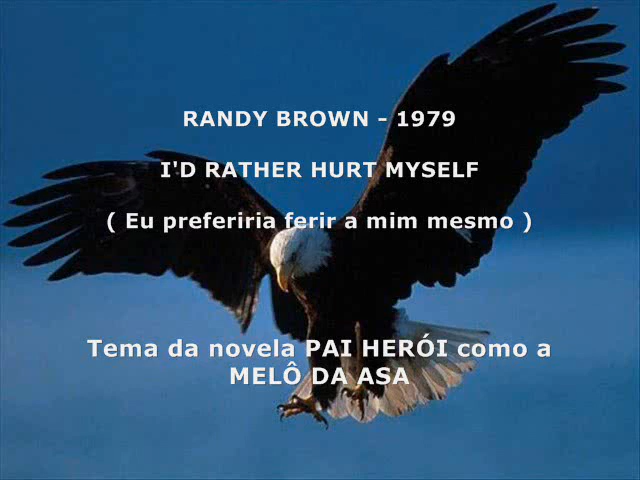 RANDY BROWN - 1979
I'D RATHER HURT MYSELF
( Eu preferiria ferir a mim mesmo )
Tema da novela PAI HERÓI como a
MELÔ DA ASA